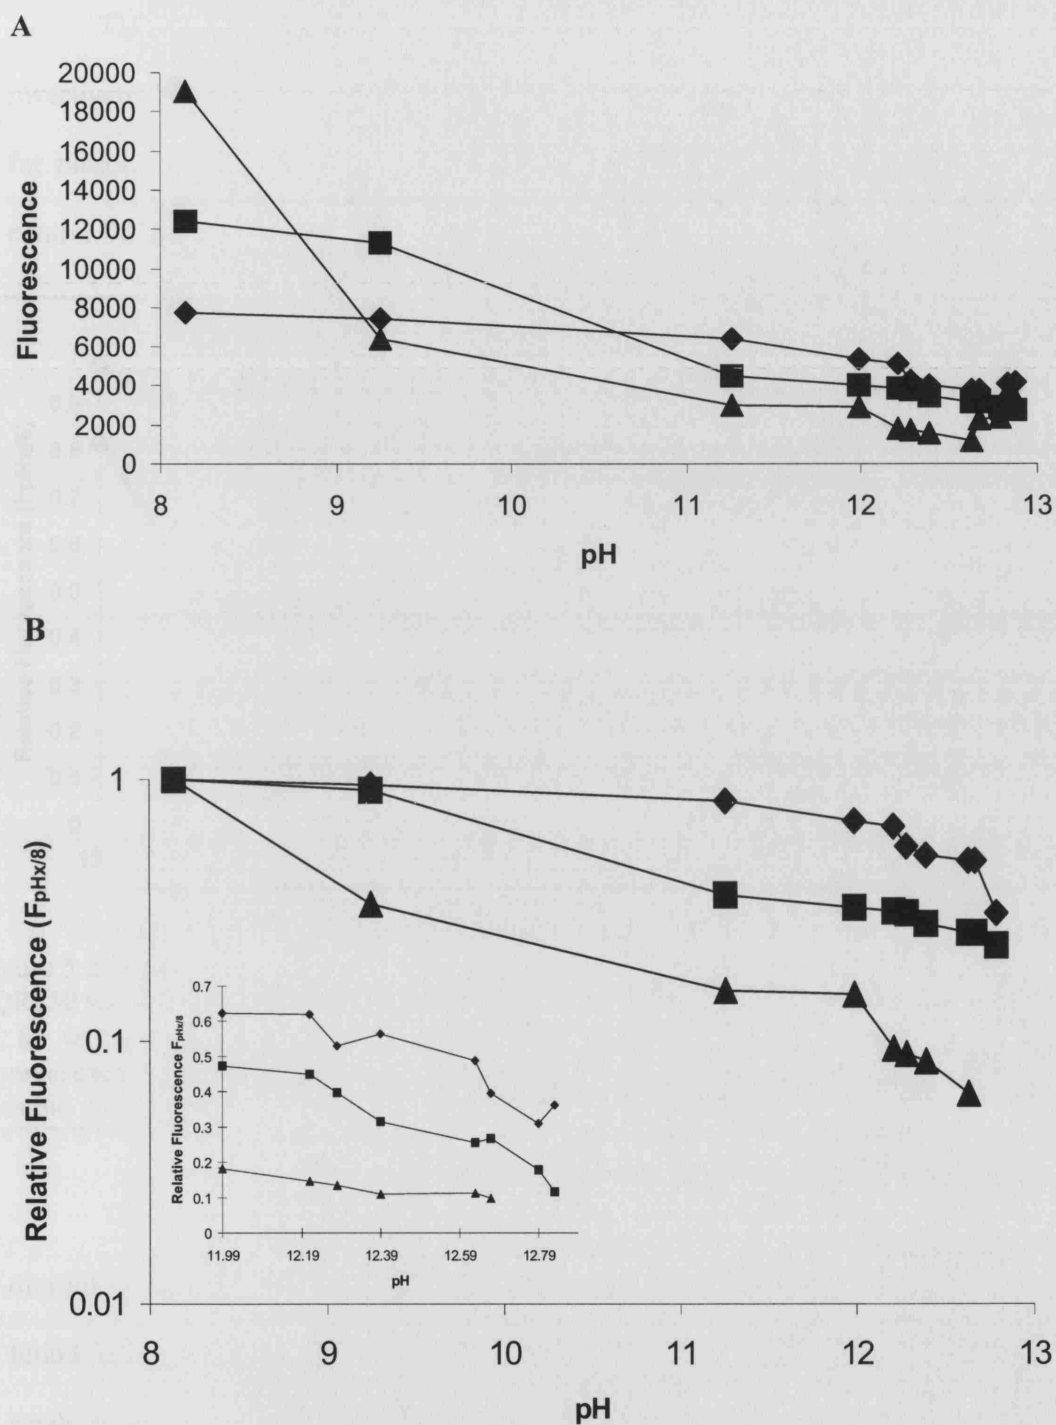 A
20000
18000
16000
14000
12000
10000
8000
6000
4000
2000
0
Fluorescence
8 9 10 11 12 13
pH
B
1
0.1
0.01
Relative Fluorescence (FpHx/8)
8 9 10 11 12 13
pH
0.7
0.6
0.5
0.4
0.3
0.2
0.1
0
Relative Fluorescence FpHx/8
11.99 12.19 12.39 12.59 12.79
pH